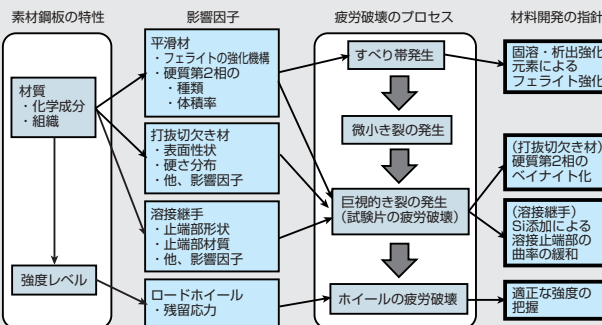 素材鋼板の特性
影響因子
疲労破壊のプロセス
材料開発の指針
材質
・化学成分
・組織
強度レベル
平滑材
・フェライトの強化機構
・硬質第2相の
・種類
・体積率
打抜切欠き材
・表面性状
・硬さ分布
・他、影響因子
溶接継手
・止端部形状
・止端部材質
・他、影響因子
ロードホイール
・残留応力
すべり帯発生
微小き裂の発生
巨視的き裂の発生
(試験片の疲労破壊)
ホイールの疲労破壊
固溶・析出強化
元素による
フェライト強化
(打抜切欠き材)
硬質第2相の
ベイナイト化
(溶接継手)
Si添加による
溶接止端部の
曲率の緩和
適正な強度の
把握